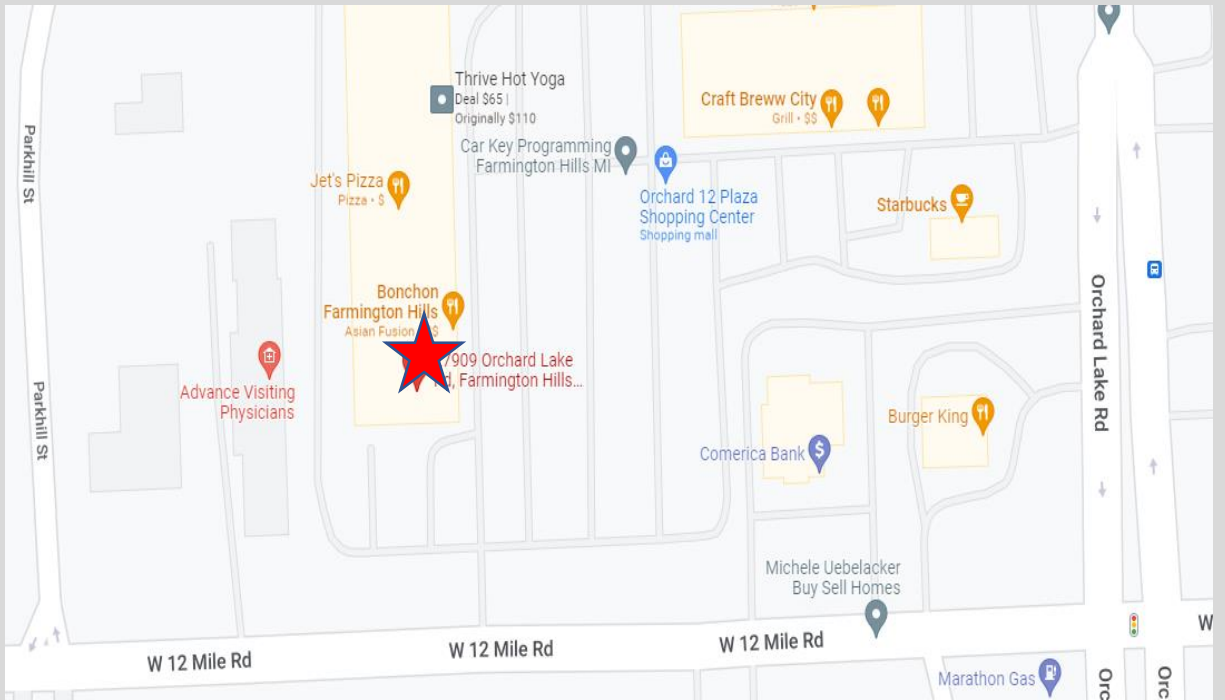 Thrive Hot Yoga
Deal $65 |
Originally $110
Craft Breww City
Grill • $$
Car Key Programming
Farmington Hills MI
Jet's Pizza
Pizza • $
Orchard 12 Plaza
Shopping Center
Shopping mall
Starbucks
Parkhill St
Bonchon
Farmington Hills
Asian Fusion $
7909 Orchard Lake
Farmington Hills...
Orchard Lake Rd
Advance Visiting
Physicians
Parkhill St
Burger King
Comerica Bank
Michele Uebelacker
Buy Sell Homes
W 12 Mile Rd
W 12 Mile Rd
W 12 Mile Rd
W
Marathon Gas
Orc
Orc